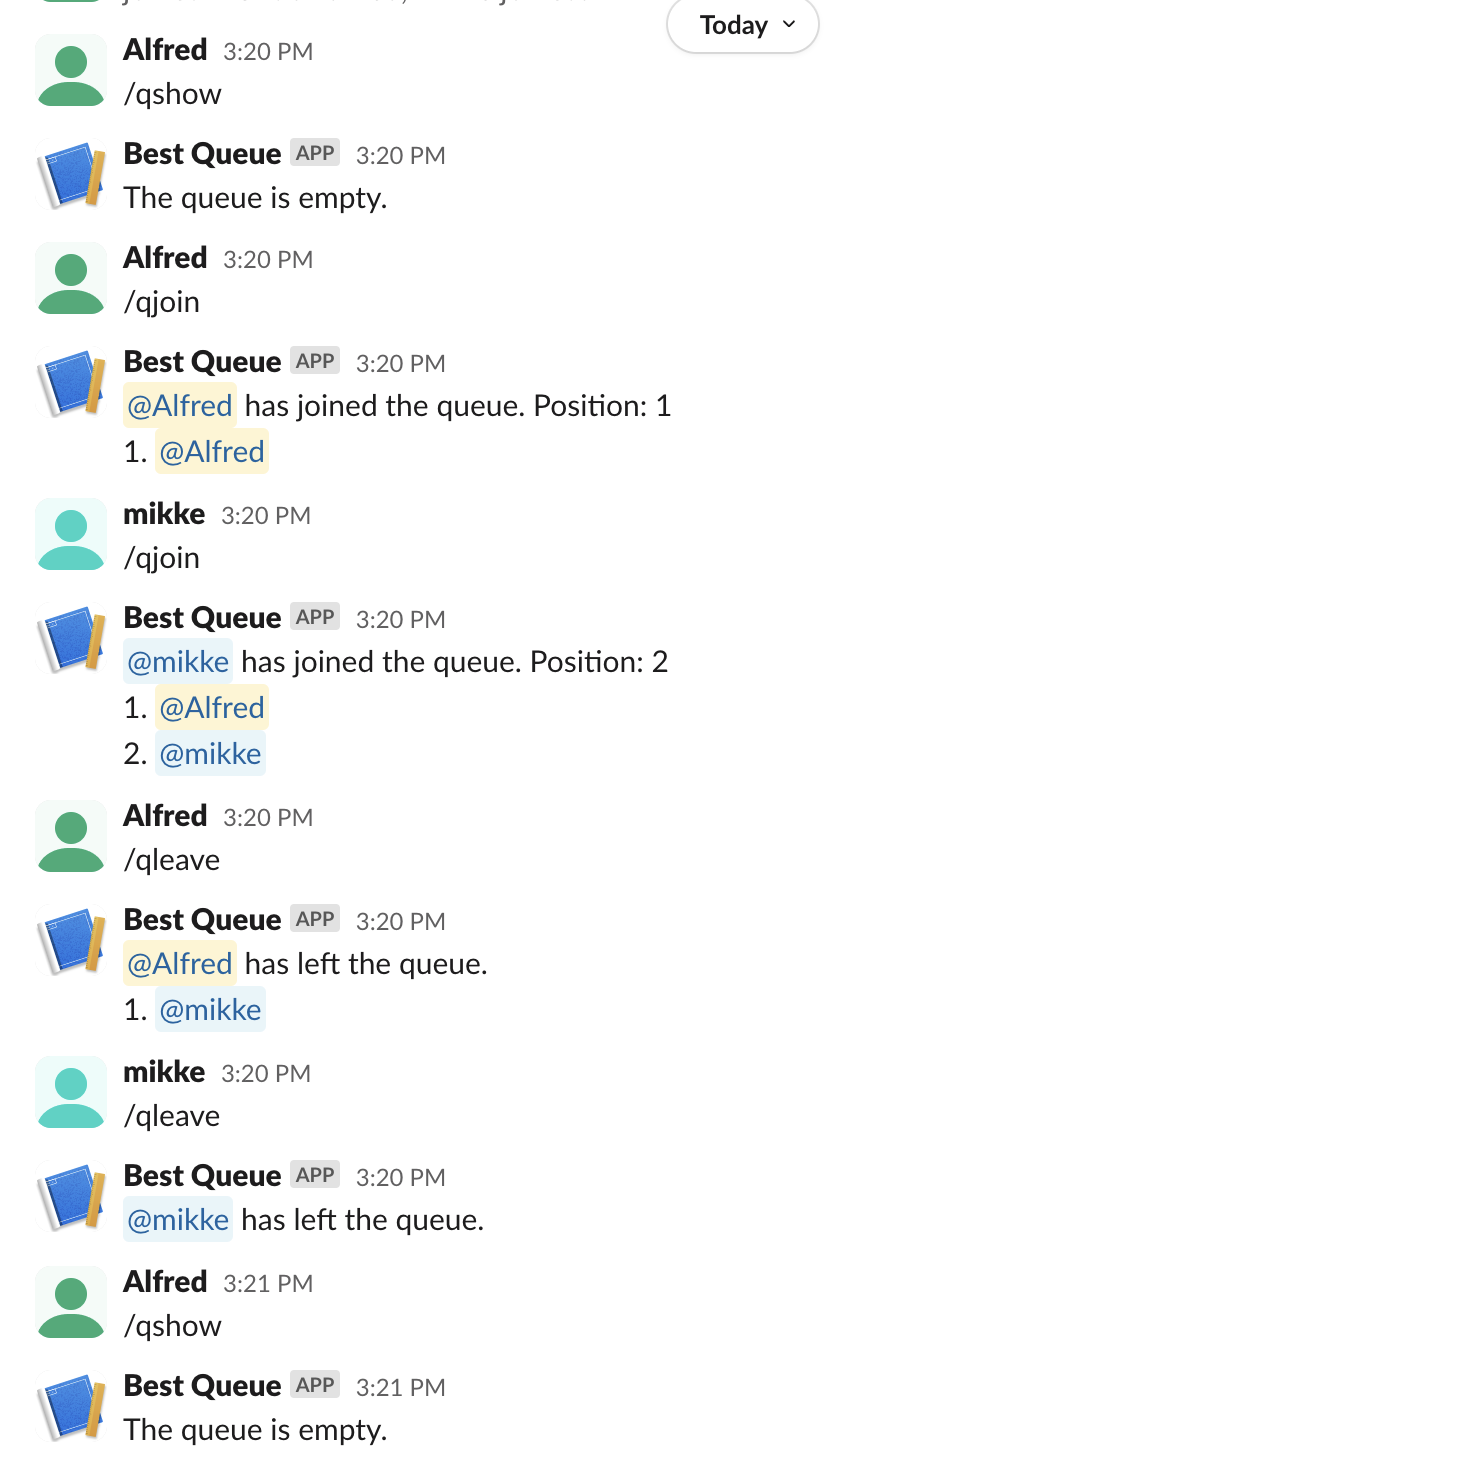 Today
Alfred 3:20 PM
/qshow
Best Queue APP 3:20 PM
The queue is empty.
Alfred 3:20 PM
/qjoin
Best Queue APP 3:20 PM
@Alfred has joined the queue. Position: 1
1. @Alfred
mikke 3:20 PM
/qjoin
Best Queue APP 3:20 PM
@mikke has joined the queue. Position: 2
1. @Alfred
2. @mikke
Alfred 3:20 PM
/qleave
Best Queue APP 3:20 PM
@Alfred has left the queue.
1. @mikke
mikke 3:20 PM
/qleave
Best Queue APP 3:20 PM
@mikke has left the queue.
Alfred 3:21 PM
/qshow
Best Queue APP 3:21 PM
The queue is empty.